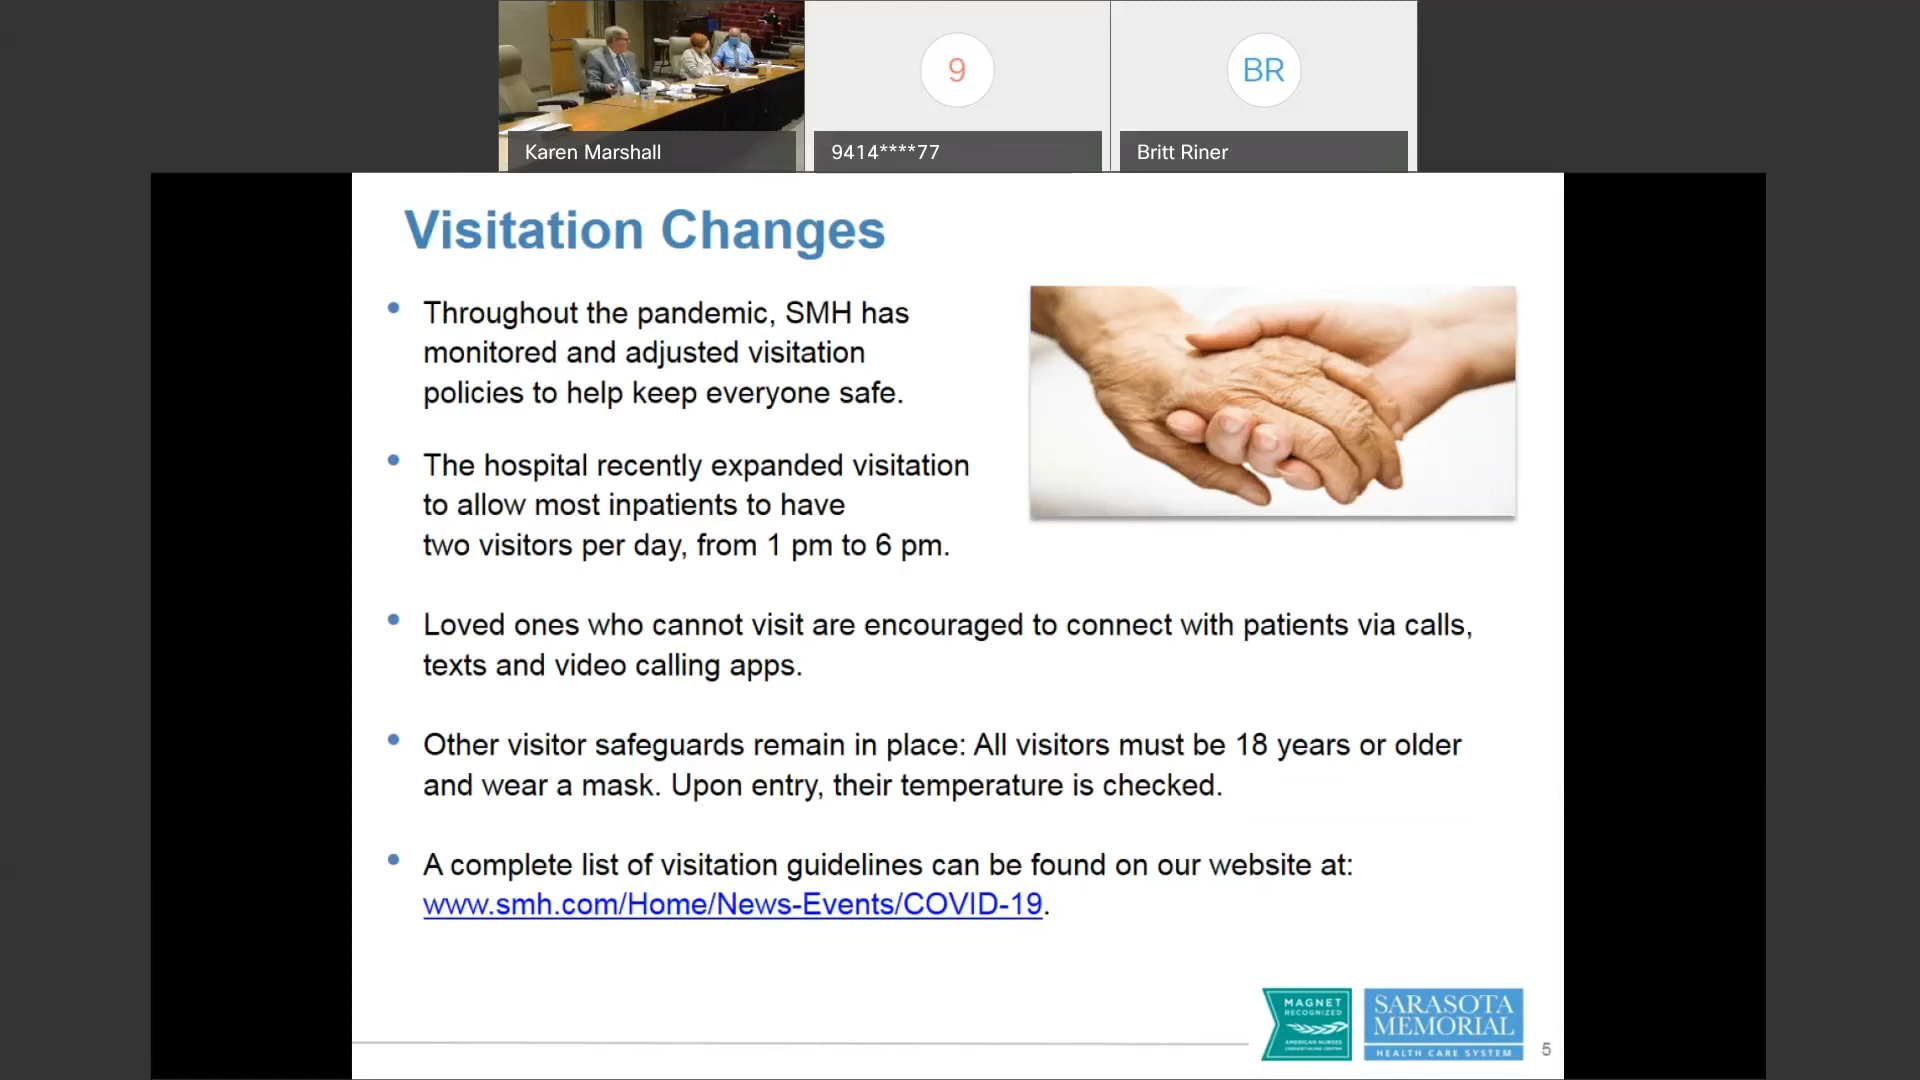 9
BR
Karen Marshall
9414****77
Britt Riner
Visitation Changes
Throughout the pandemic, SMH has
monitored and adjusted visitation
policies to help keep everyone safe.
The hospital recently expanded visitation
to allow most inpatients to have
two visitors per day, from 1 pm to 6 pm.
Loved ones who cannot visit are encouraged to connect with patients via calls,
texts and video calling apps.
Other visitor safeguards remain in place: All visitors must be 18 years or older
and wear a mask. Upon entry, their temperature is checked.
A complete list of visitation guidelines can be found on our website at:
www.smh.com/Home/News-Events/COVID-19.
MAGNET
RECOGNIZED
AMERICAN NURSES
CREDENTIALING CENTER
SARASOTA
MEMORIAL
HEALTH CARE SYSTEM
5